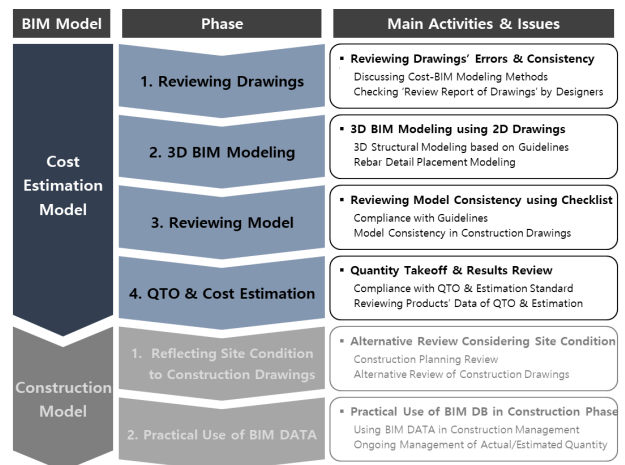 BIM Model
Phase
Main Activities & Issues
Cost
Estimation
Model
1. Reviewing Drawings
▪ Reviewing Drawings' Errors & Consistency
Discussing Cost-BIM Modeling Methods
Checking 'Review Report of Drawings' by Designers
2. 3D BIM Modeling
▪ 3D BIM Modeling using 2D Drawings
3D Structural Modeling based on Guidelines
Rebar Detail Placement Modeling
3. Reviewing Model
▪ Reviewing Model Consistency using Checklist
Compliance with Guidelines
Model Consistency in Construction Drawings
4. QTO & Cost Estimation
▪ Quantity Takeoff & Results Review
Compliance with QTO & Estimation Standard
Reviewing Products' Data of QTO & Estimation
Construction
Model
1. Reflecting Site Condition
to Construction Drawings
▪ Alternative Review Considering Site Condition
Construction Planning Review
Alternative Review of Construction Drawings
2. Practical Use of BIM DATA
▪ Practical Use of BIM DB in Construction Phase
Using BIM DATA in Construction Management
Ongoing Management of Actual/Estimated Quantity